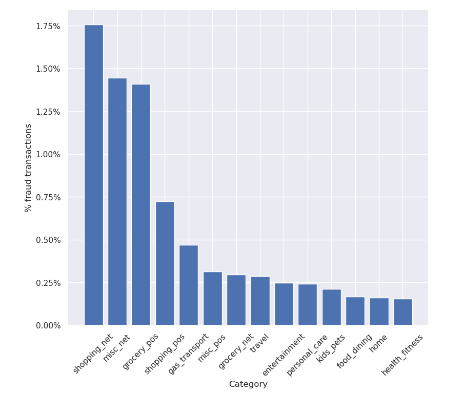 1.75%
1.50%
1.25%
1.00%
0.75%
0.50%
0.25%
0.00%
% fraud transactions
shopping_net
misc_net
grocery_pos
shopping_pos
gas_transport
misc_pos
grocery_net
travel
entertainment
personal_care
kids_pets
food_dining
home
health_fitness
Category